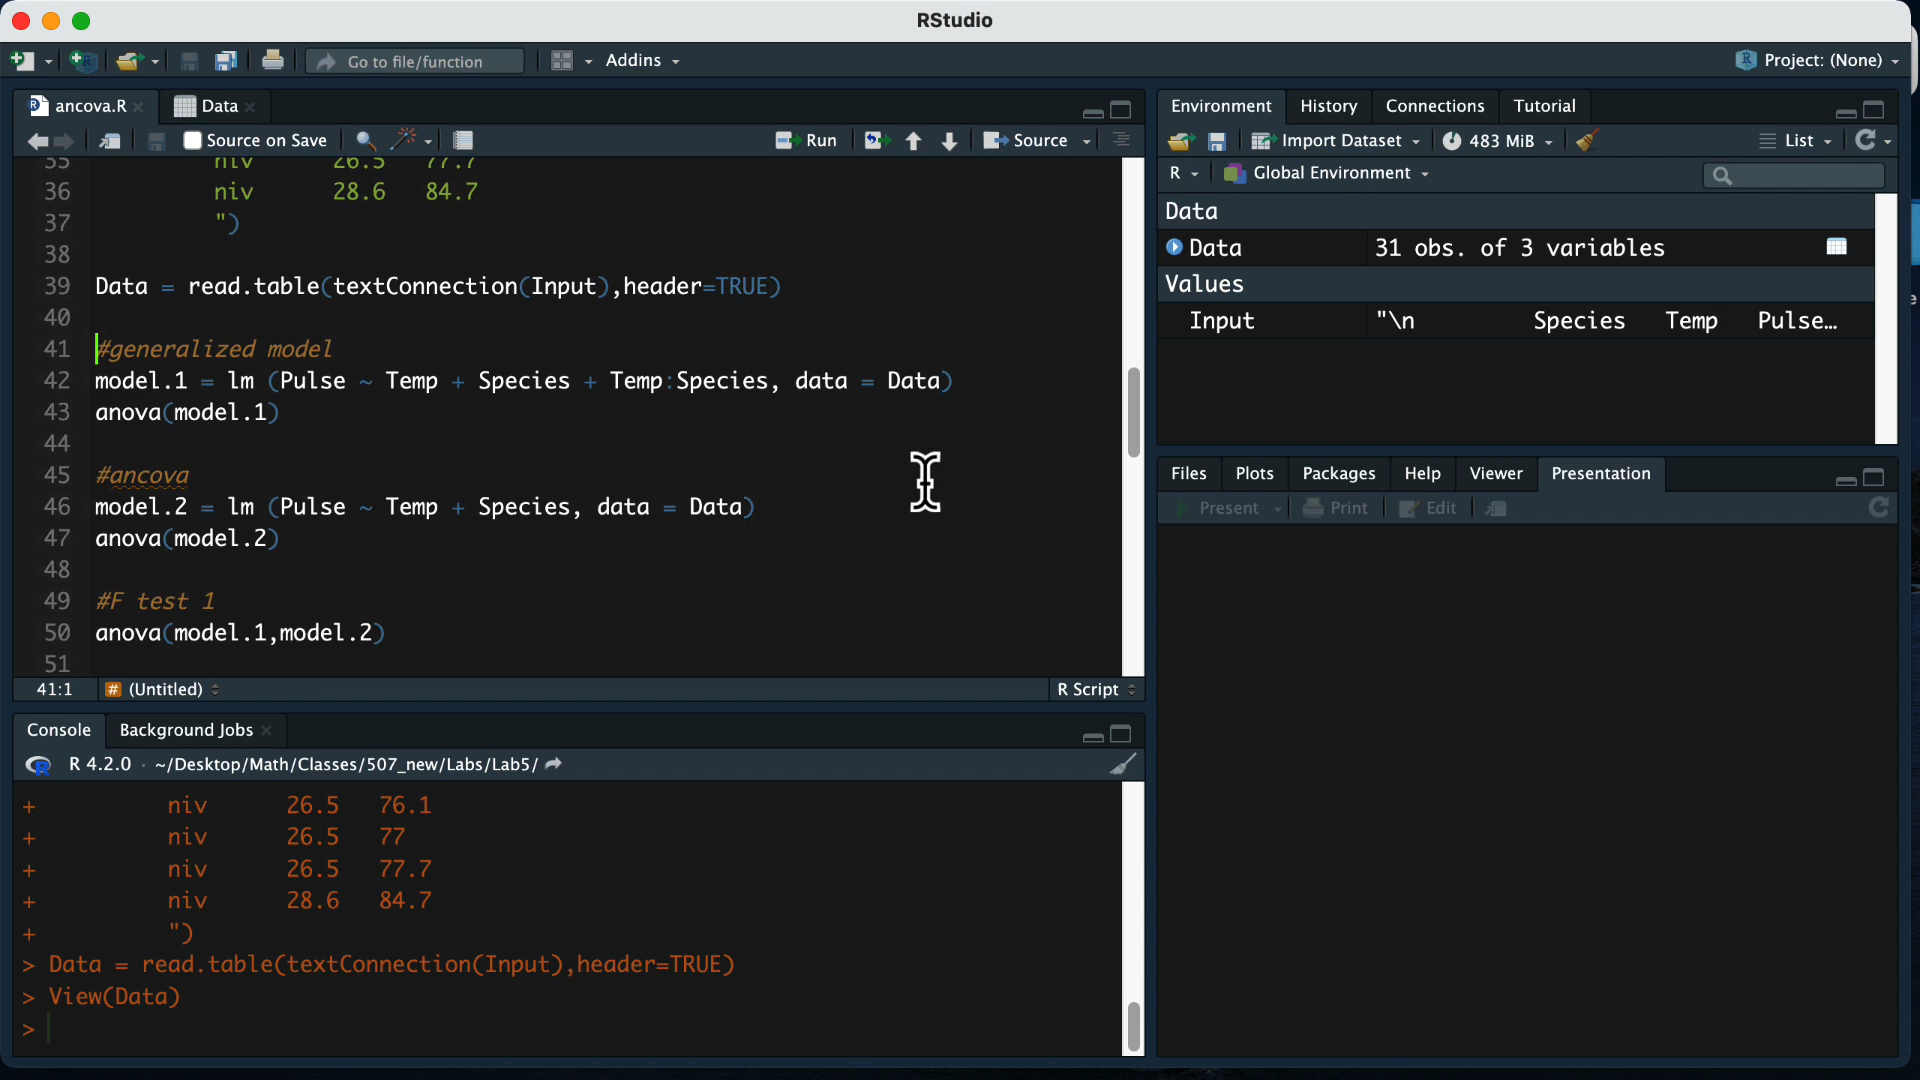 RStudio
Go to file/function
Addins
Project: (None)
ancova.R
Data
Source on Save
Run
Source
35 niv 26.5 77.7
36 niv 28.6 84.7
37 ")
38
39 Data = read.table(textConnection(Input),header=TRUE)
40
41 #generalized model
42 model.1 = lm (Pulse ~ Temp + Species + Temp:Species, data = Data)
43 anova(model.1)
44
45 #ancova
46 model.2 = lm (Pulse ~ Temp + Species, data = Data)
47 anova(model.2)
48
49 #F test 1
50 anova(model.1,model.2)
51
41:1 # (Untitled) R Script
Console Background Jobs
R 4.2.0 · ~/Desktop/Math/Classes/507_new/Labs/Lab5/
+ niv 26.5 76.1
+ niv 26.5 77
+ niv 26.5 77.7
+ niv 28.6 84.7
+ ")
> Data = read.table(textConnection(Input),header=TRUE)
> View(Data)
>
Environment History Connections Tutorial
Import Dataset 483 MiB List
R Global Environment
Data
Data 31 obs. of 3 variables
Values
Input "\n Species Temp Pulse…
Files Plots Packages Help Viewer Presentation
Present Print Edit